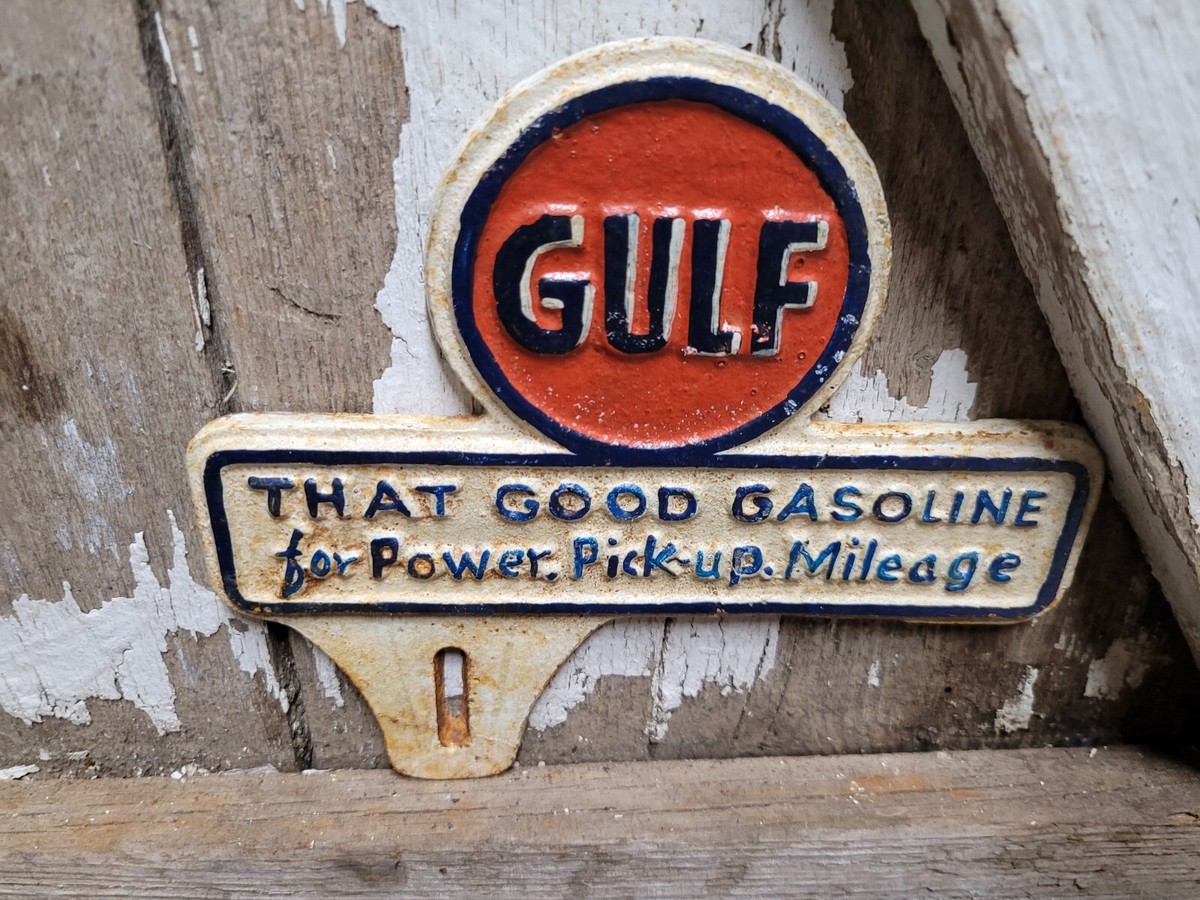 GULF
THAT GOOD GASOLINE
for Power. Pick-up. Mileage